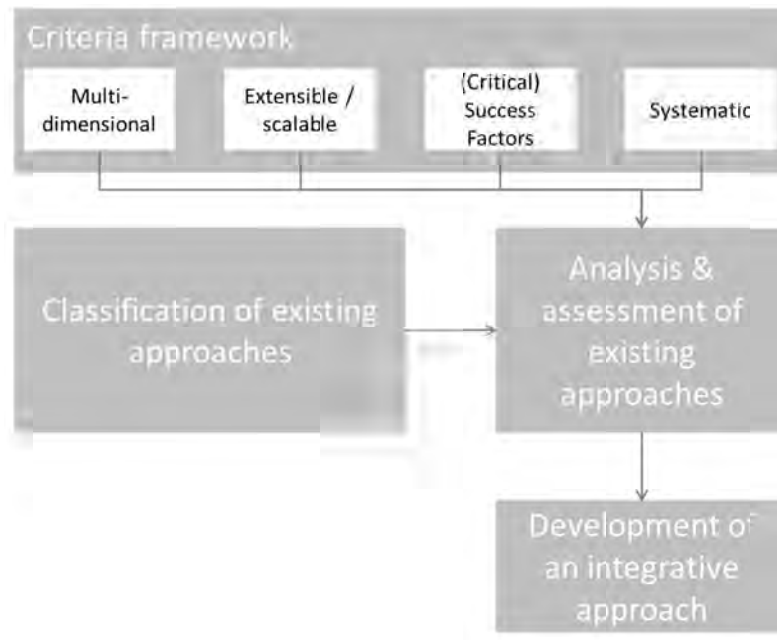 Criteria framework
Multi-
dimensional
Extensible /
scalable
(Critical)
Success
Factors
Systematic
Classification of existing
approaches
Analysis &
assessment of
existing
approaches
Development of
an integrative
approach